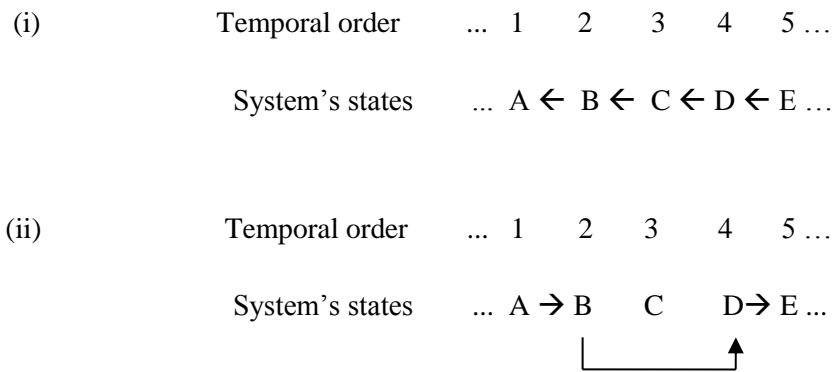 (i) Temporal order ... 1 2 3 4 5 …
System’s states ... A ← B ← C ← D ← E …
(ii) Temporal order ... 1 2 3 4 5 …
System’s states ... A → B C D → E ...